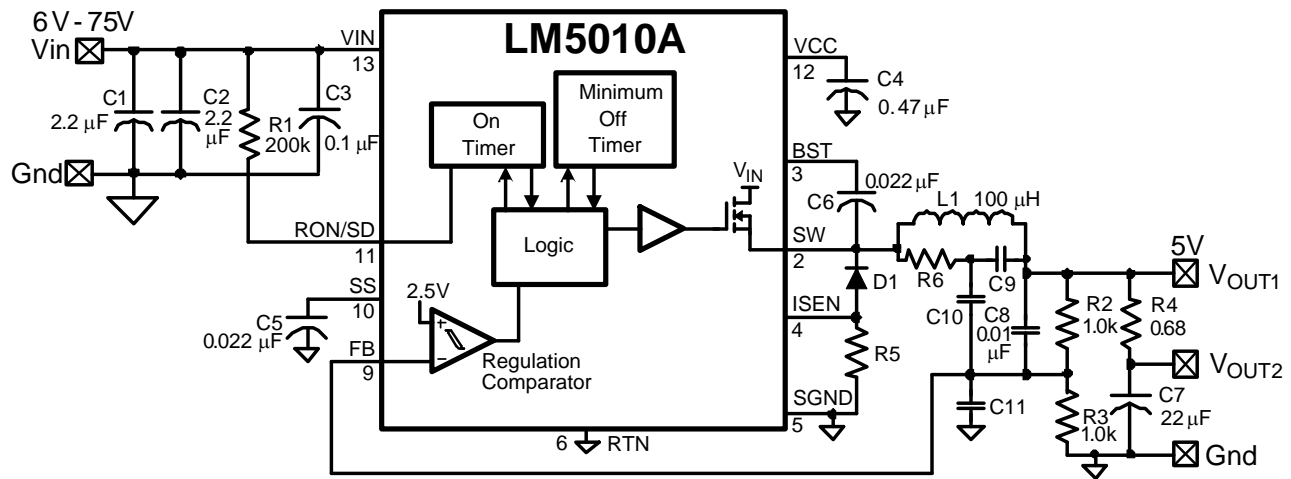 6V-75V
Vin
C1
2.2 µF
C2
2.2
µF
R1
200k
C3
0.1 µF
Gnd
LM5010A
VIN
13
On
Timer
Minimum
Off
Timer
Logic
VIN
RON/SD
11
SS
10
C5
0.022 µF
2.5V
+
−
FB
9
Regulation
Comparator
6
RTN
VCC
12
C4
0.47 µF
BST
3
0.022 µF
C6
SW
2
L1
100 µH
R6
C9
D1
ISEN
4
R5
C10
C8
0.01
µF
SGND
5
C11
R2
1.0k
R3
1.0k
5V
VOUT1
R4
0.68
VOUT2
C7
22 µF
Gnd